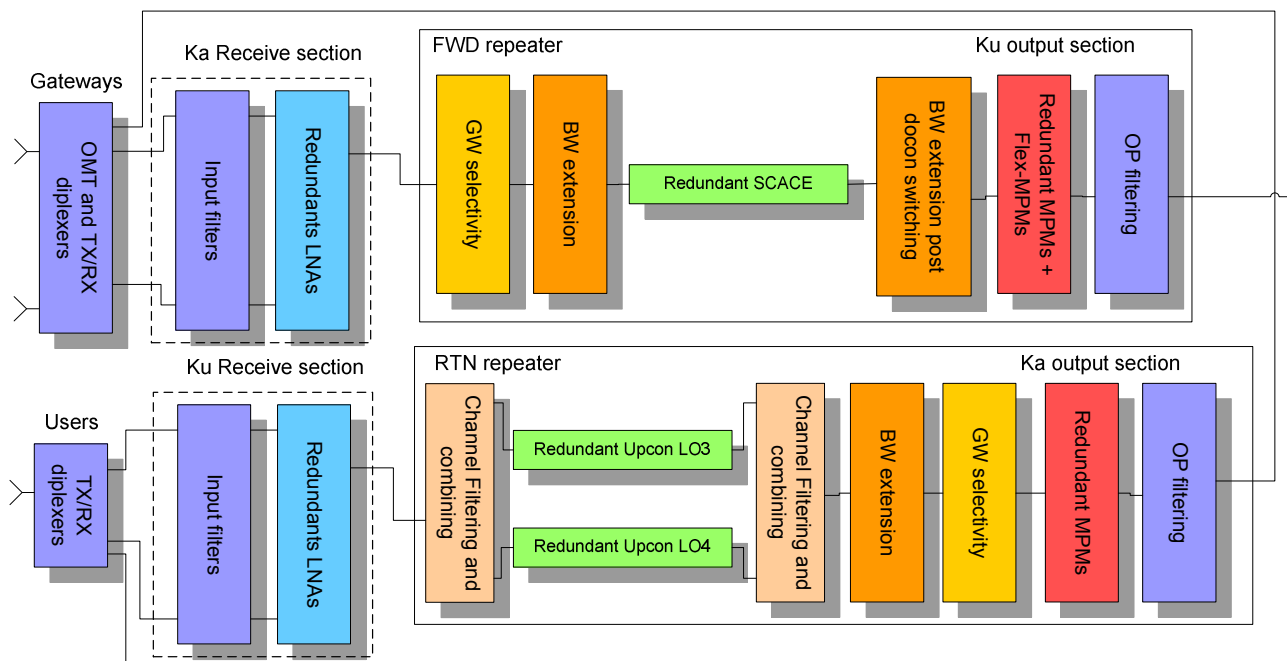 Ka Receive section
Gateways
OMT and TX/RX
diplexers
Input filters
Redundants LNAs
FWD repeater
Ku output section
GW selectivity
BW extension
Redundant SCACE
BW extension post
docon switching
Redundant MPMs +
Flex-MPMs
OP filtering
Ku Receive section
Users
TX/RX
diplexers
Input filters
Redundants LNAs
RTN repeater
Ka output section
Channel Filtering and
combining
Redundant Upcon LO3
Redundant Upcon LO4
Channel Filtering and
combining
BW extension
GW selectivity
Redundant MPMs
OP filtering